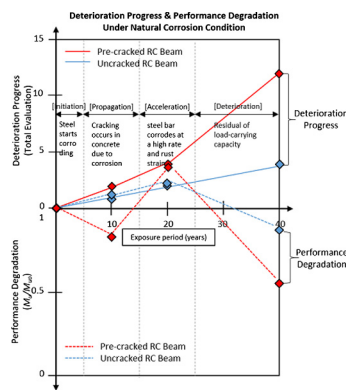 Deterioration Progress & Performance Degradation
Under Natural Corrosion Condition
15
Pre-cracked RC Beam
Uncracked RC Beam
10
[Initiation]
[Propagation]
[Acceleration]
[Deterioration]
Steel
starts
corro
ding
Cracking
occurs in
concrete
due to
corrosion
steel bar
corrodes at
a high rate
and rust
strain
Residual of
load-carrying
capacity
Deterioration Progress
(Total Evaluation)
5
0
1
10
20
30
40
Exposure period (years)
Deterioration
Progress
Performance Degradation
0.5
0
Performance
Degradation
Pre-cracked RC Beam
Uncracked RC Beam